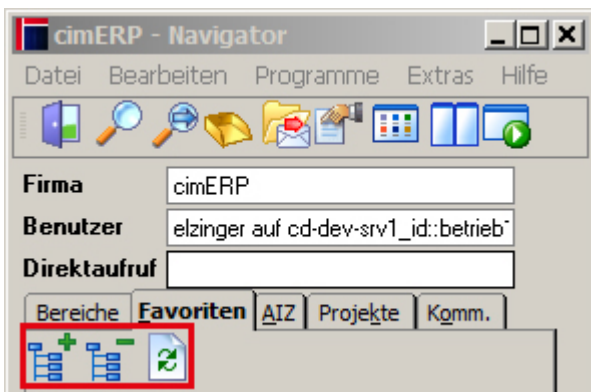 cimERP - Navigator
Datei Bearbeiten Programme Extras Hilfe
Firma cimERP
Benutzer elzinger auf cd-dev-srv1_id::betrieb
Direktaufruf
Bereiche Favoriten AIZ Projekte Komm.